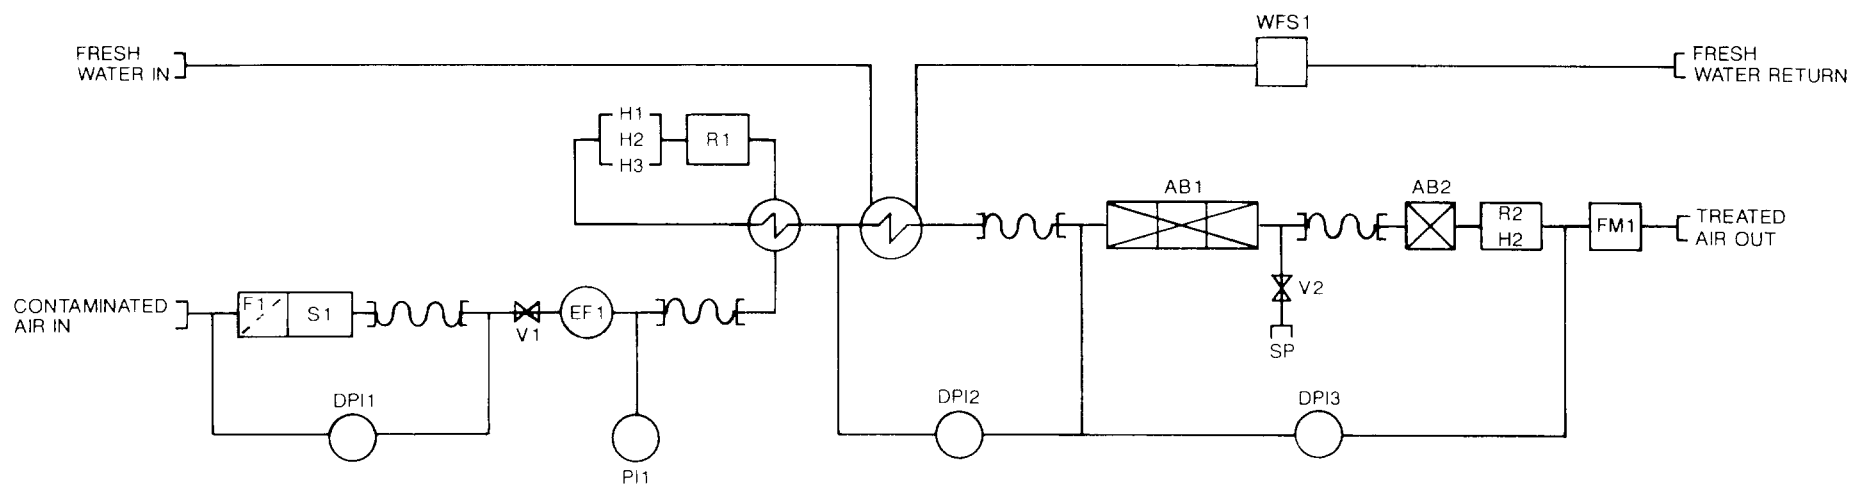 WFS1
FRESH
WATER IN
FRESH
WATER RETURN
H1
H2
H3
R1
AB1
AB2
R2
H2
FM1
TREATED
AIR OUT
CONTAMINATED
AIR IN
F1
S1
V1
EF1
V2
SP
DPI1
PI1
DPI2
DPI3